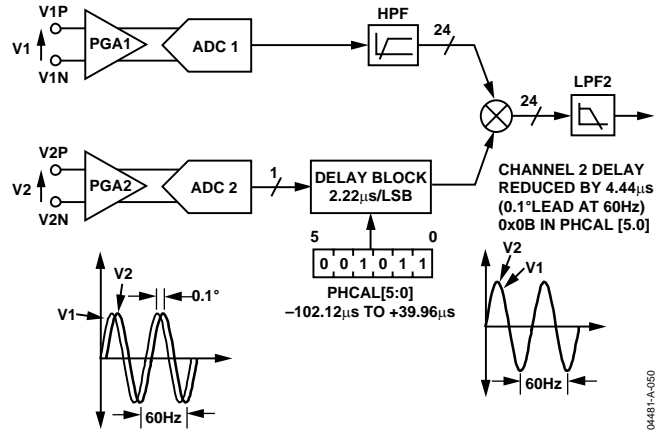 V1P
V1
V1N
PGA1
ADC 1
HPF
24
24
LPF2
V2P
V2
V2N
PGA2
ADC 2
1
DELAY BLOCK
2.22µs/LSB
CHANNEL 2 DELAY
REDUCED BY 4.44µs
(0.1°LEAD AT 60Hz)
0x0B IN PHCAL [5.0]
5 0
0 0 1 0 1 1
PHCAL[5:0]
–102.12µs TO +39.96µs
V2
V1
0.1°
60Hz
V2
V1
60Hz
04481-A-050